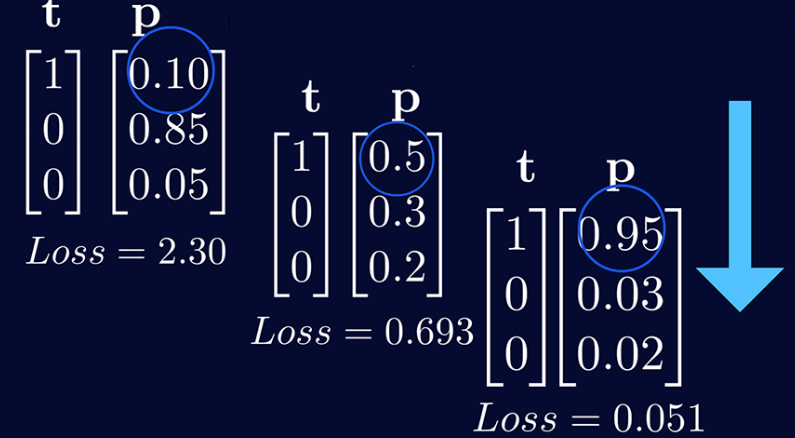 t p
1 0.10
0 0.85
0 0.05
Loss = 2.30
t p
1 0.5
0 0.3
0 0.2
Loss = 0.693
t p
1 0.95
0 0.03
0 0.02
Loss = 0.051